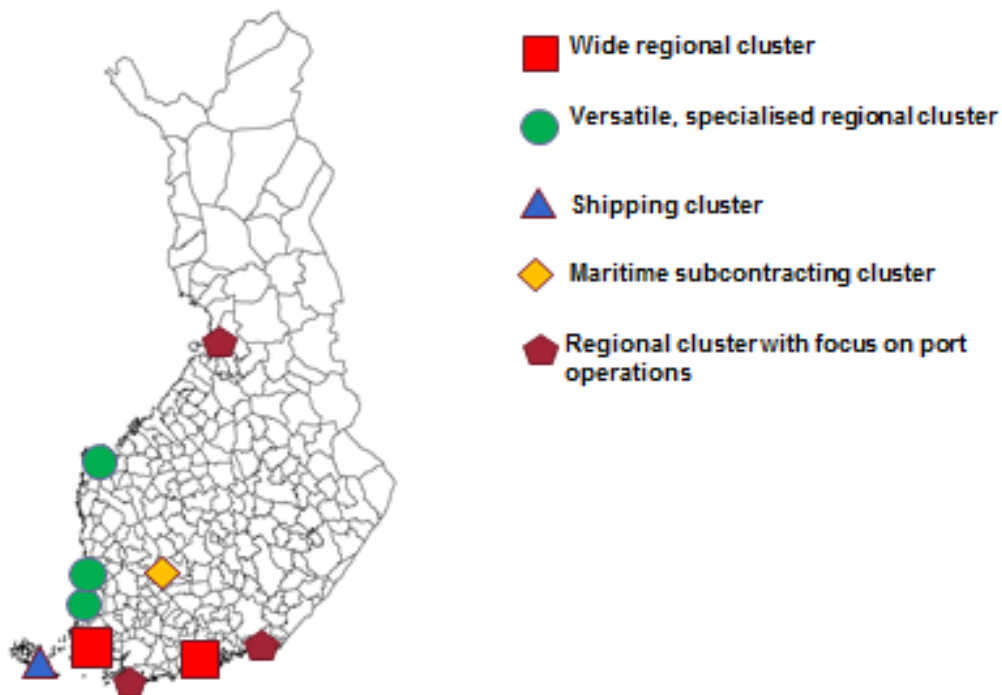 Wide regional cluster
Versatile, specialised regional cluster
Shipping cluster
Maritime subcontracting cluster
Regional cluster with focus on port
operations